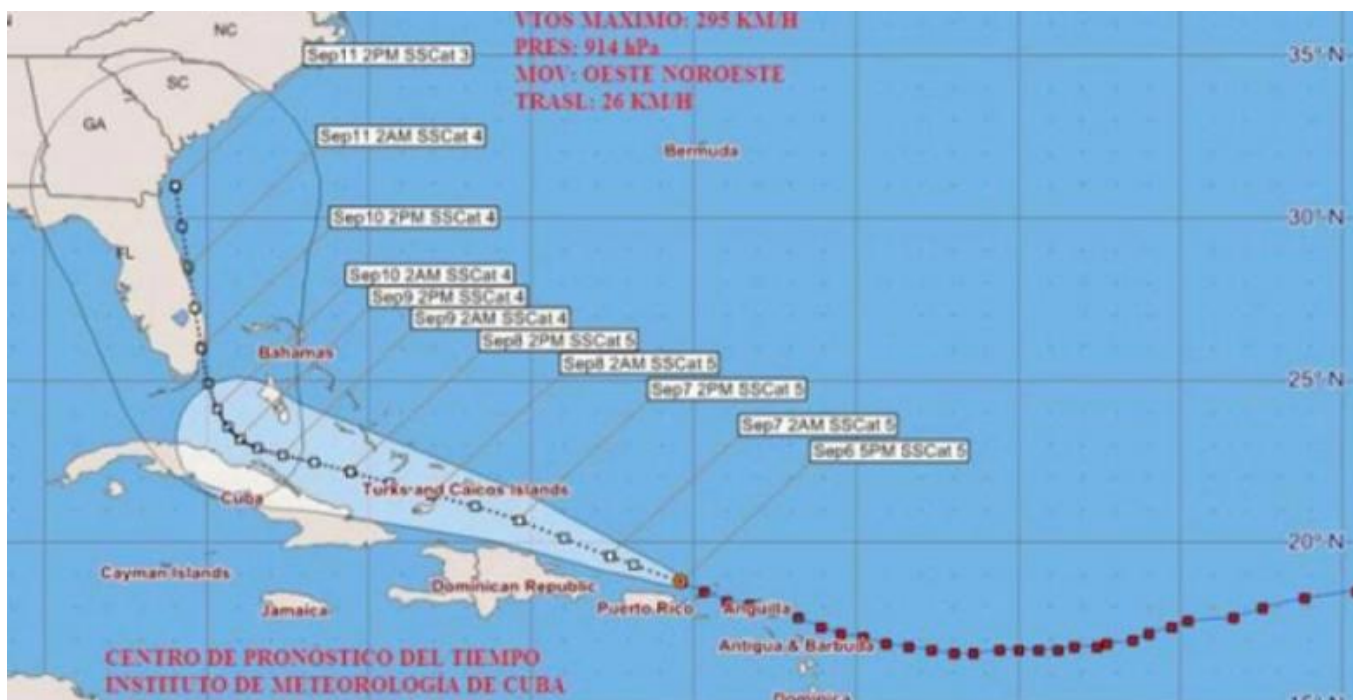 VTOS MAXIMO: 295 KM/H
PRES: 914 hPa
MOV: OESTE NOROESTE
TRASL: 26 KM/H
NC
Sep11 2PM SSCat 3
35° N
SC
GA
Sep11 2AM SSCat 4
Bermuda
Sep10 2PM SSCat 4
30° N
FL
Sep10 2AM SSCat 4
Sep9 2PM SSCat 4
Sep9 2AM SSCat 4
Sep8 2PM SSCat 5
Bahamas
Sep8 2AM SSCat 5
25° N
Sep7 2PM SSCat 5
Sep7 2AM SSCat 5
Sep6 5PM SSCat 5
Turks and Caicos Islands
Cuba
20° N
Cayman Islands
Dominican Republic
Jamaica
Puerto Rico
Anguilla
Antigua & Barbuda
CENTRO DE PRONÓSTICO DEL TIEMPO
INSTITUTO DE METEOROLOGIA DE CUBA
Dominica
15° N